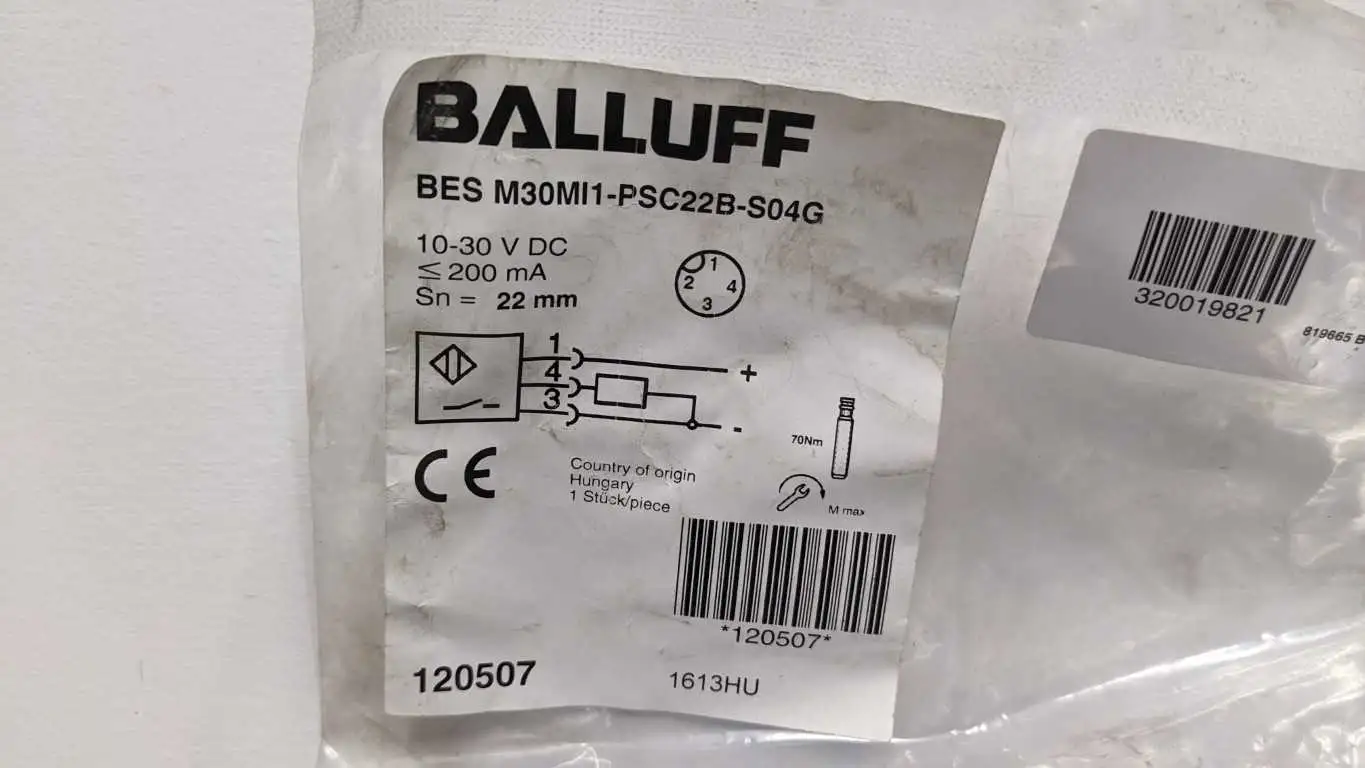 BALLUFF
BES M30MI1-PSC22B-S04G
10-30 V DC
≤ 200 mA
Sn = 22 mm
1
2
4
3
1
4
3
+
-
70Nm
M max
CE
Country of origin
Hungary
1 Stück/piece
*120507*
120507
1613HU
320019821
819665 B